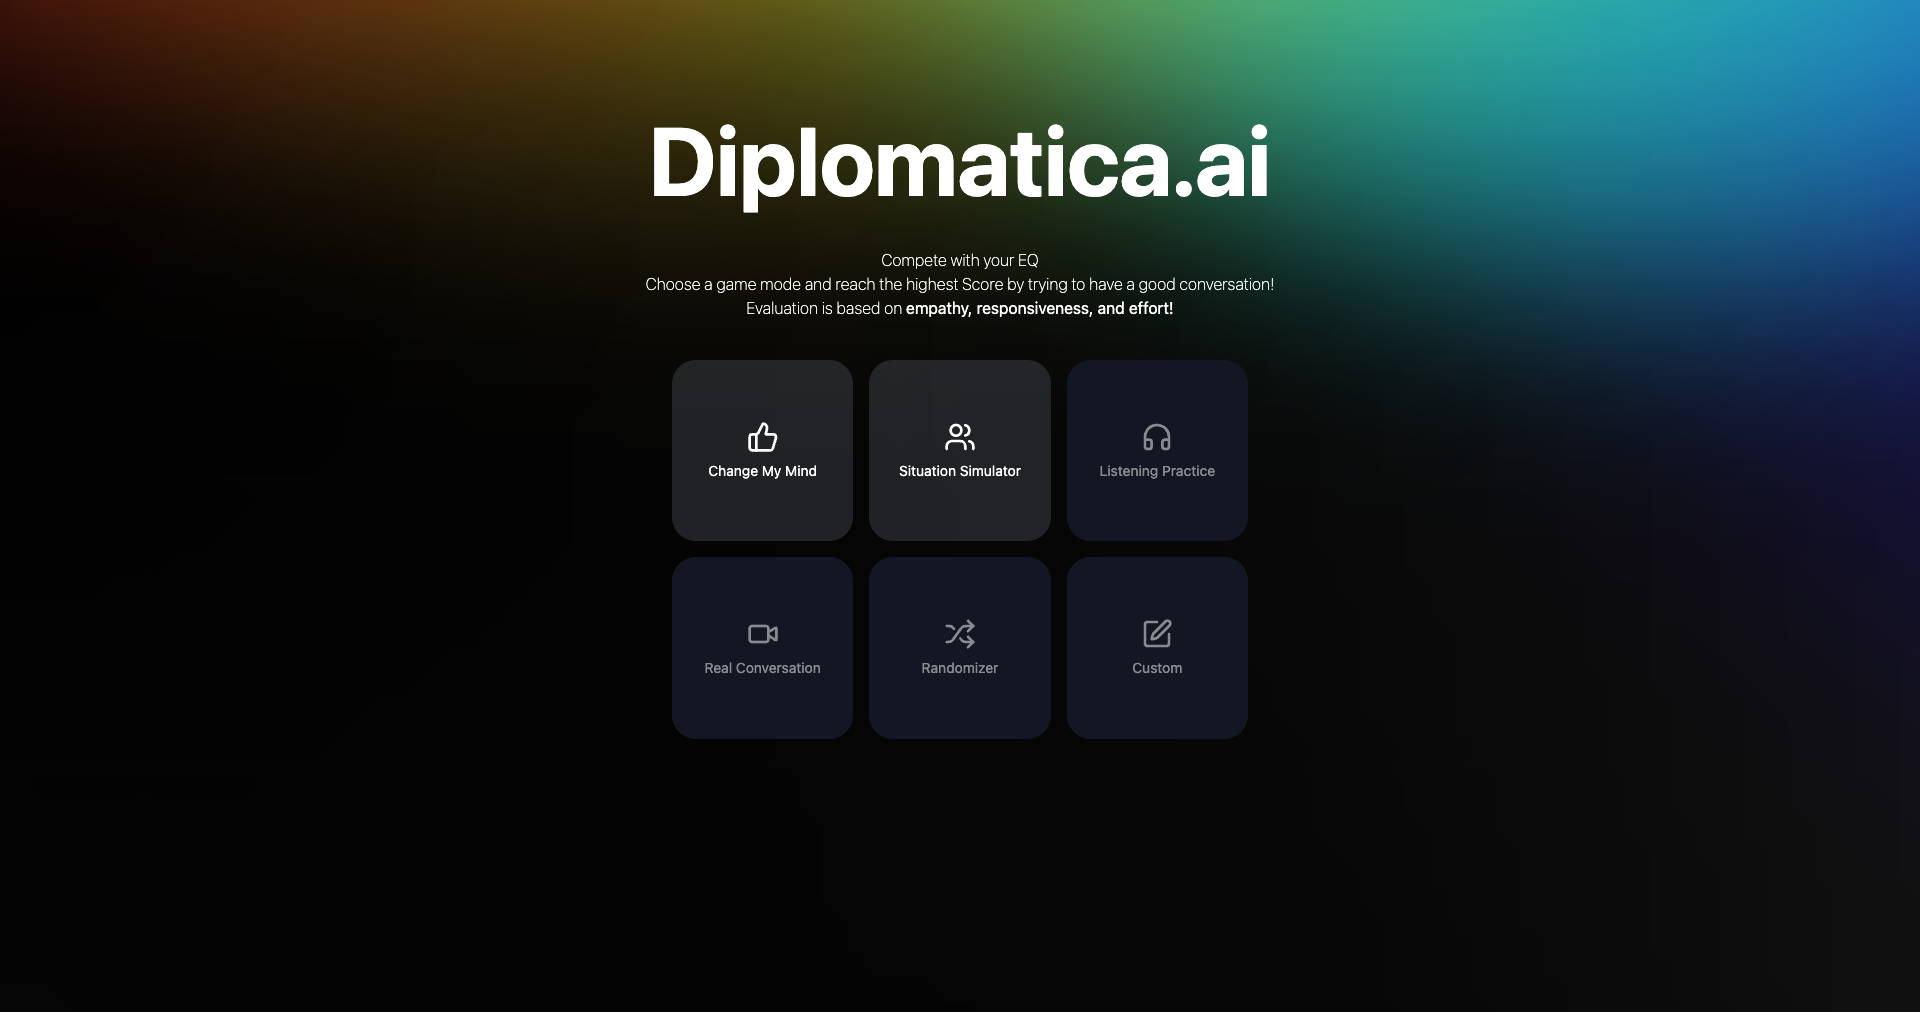 Diplomatica.ai
Compete with your EQ
Choose a game mode and reach the highest Score by trying to have a good conversation!
Evaluation is based on empathy, responsiveness, and effort!
Change My Mind
Situation Simulator
Listening Practice
Real Conversation
Randomizer
Custom